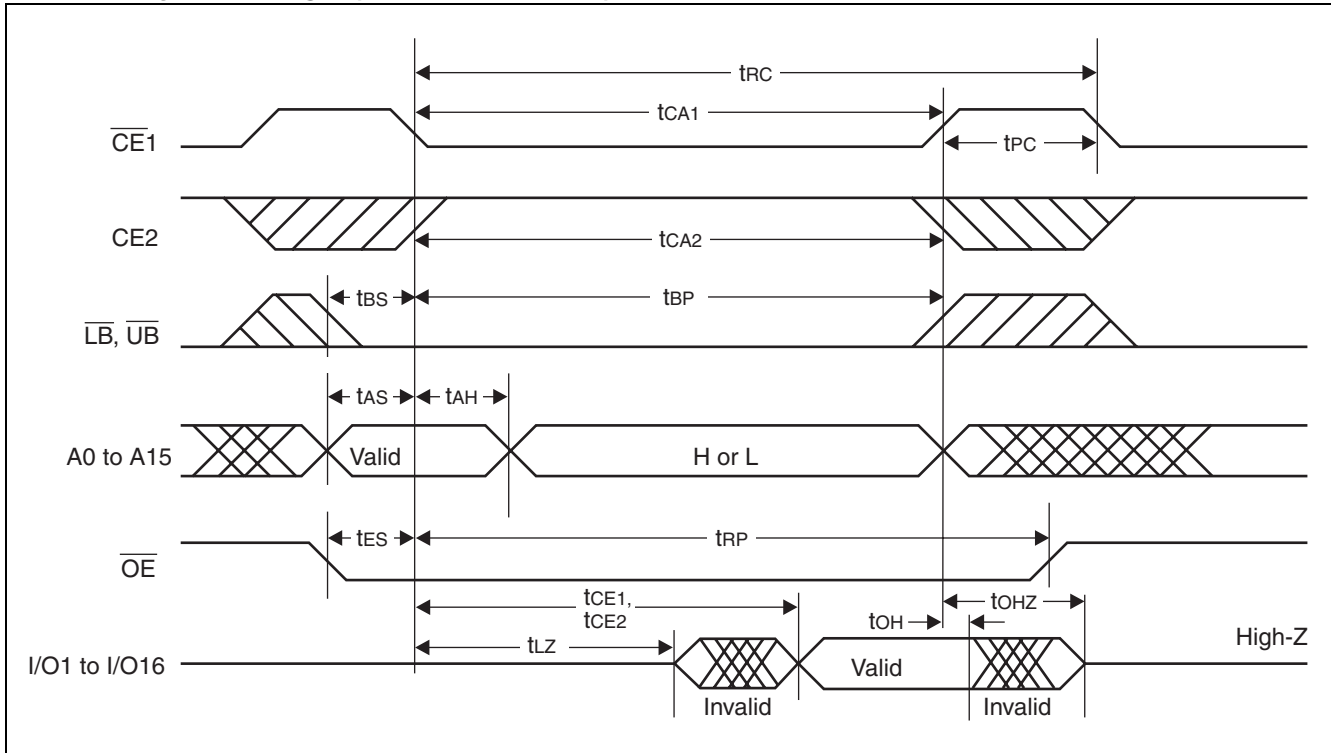 tRC
tCA1
CE1
tPC
CE2
tCA2
tBS
tBP
LB, UB
tAS
tAH
A0 to A15
Valid
H or L
tES
tRP
OE
tCE1,
tCE2
tOH
tOHZ
tLZ
High-Z
I/O1 to I/O16
Valid
Invalid
Invalid